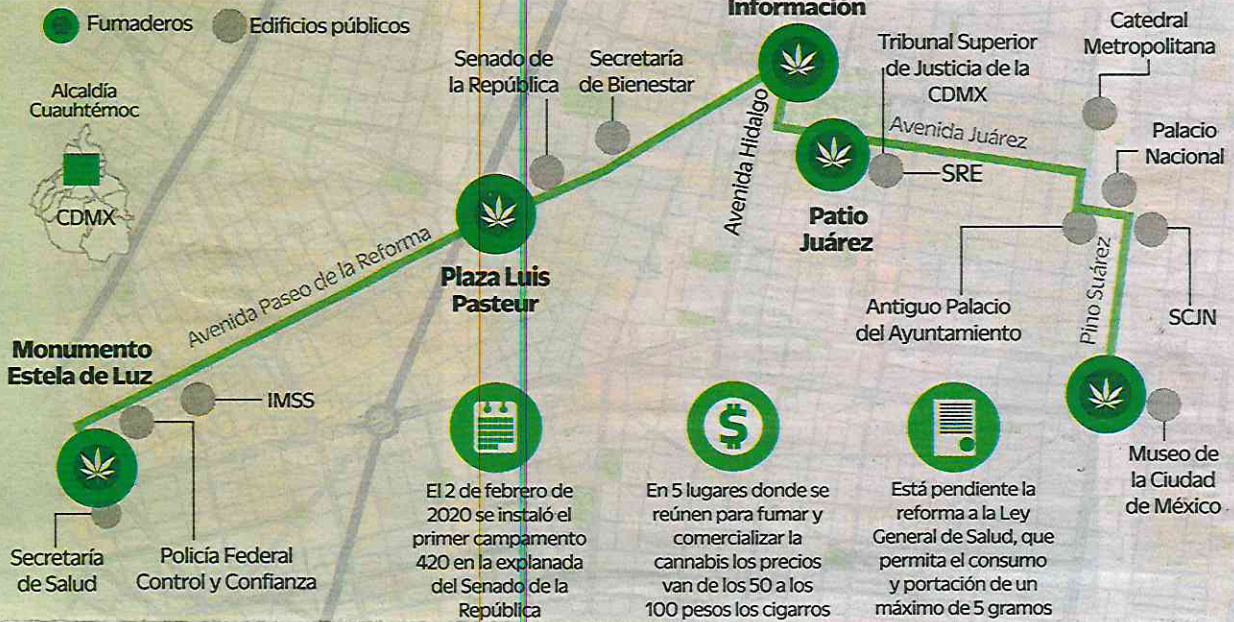 Fumaderos
Edificios públicos
Alcaldía
Cuauhtémoc
CDMX
Información
Senado de
la República
Secretaría
de Bienestar
Tribunal Superior
de Justicia de la
CDMX
Catedral
Metropolitana
Palacio
Nacional
Avenida Hidalgo
Avenida Juárez
SRE
Patio
Juárez
Avenida Paseo de la Reforma
Plaza Luis
Pasteur
Antiguo Palacio
del Ayuntamiento
Pino Suárez
SCJN
Monumento
Estela de Luz
IMSS
Secretaría
de Salud
Policía Federal
Control y Confianza
Museo de
la Ciudad
de México
El 2 de febrero de
2020 se instaló el
primer campamento
420 en la explanada
del Senado de la
República
$
En 5 lugares donde se
reúnen para fumar y
comercializar la
cannabis los precios
van de los 50 a los
100 pesos los cigarros
Está pendiente la
reforma a la Ley
General de Salud, que
permita el consumo
y portación de un
máximo de 5 gramos